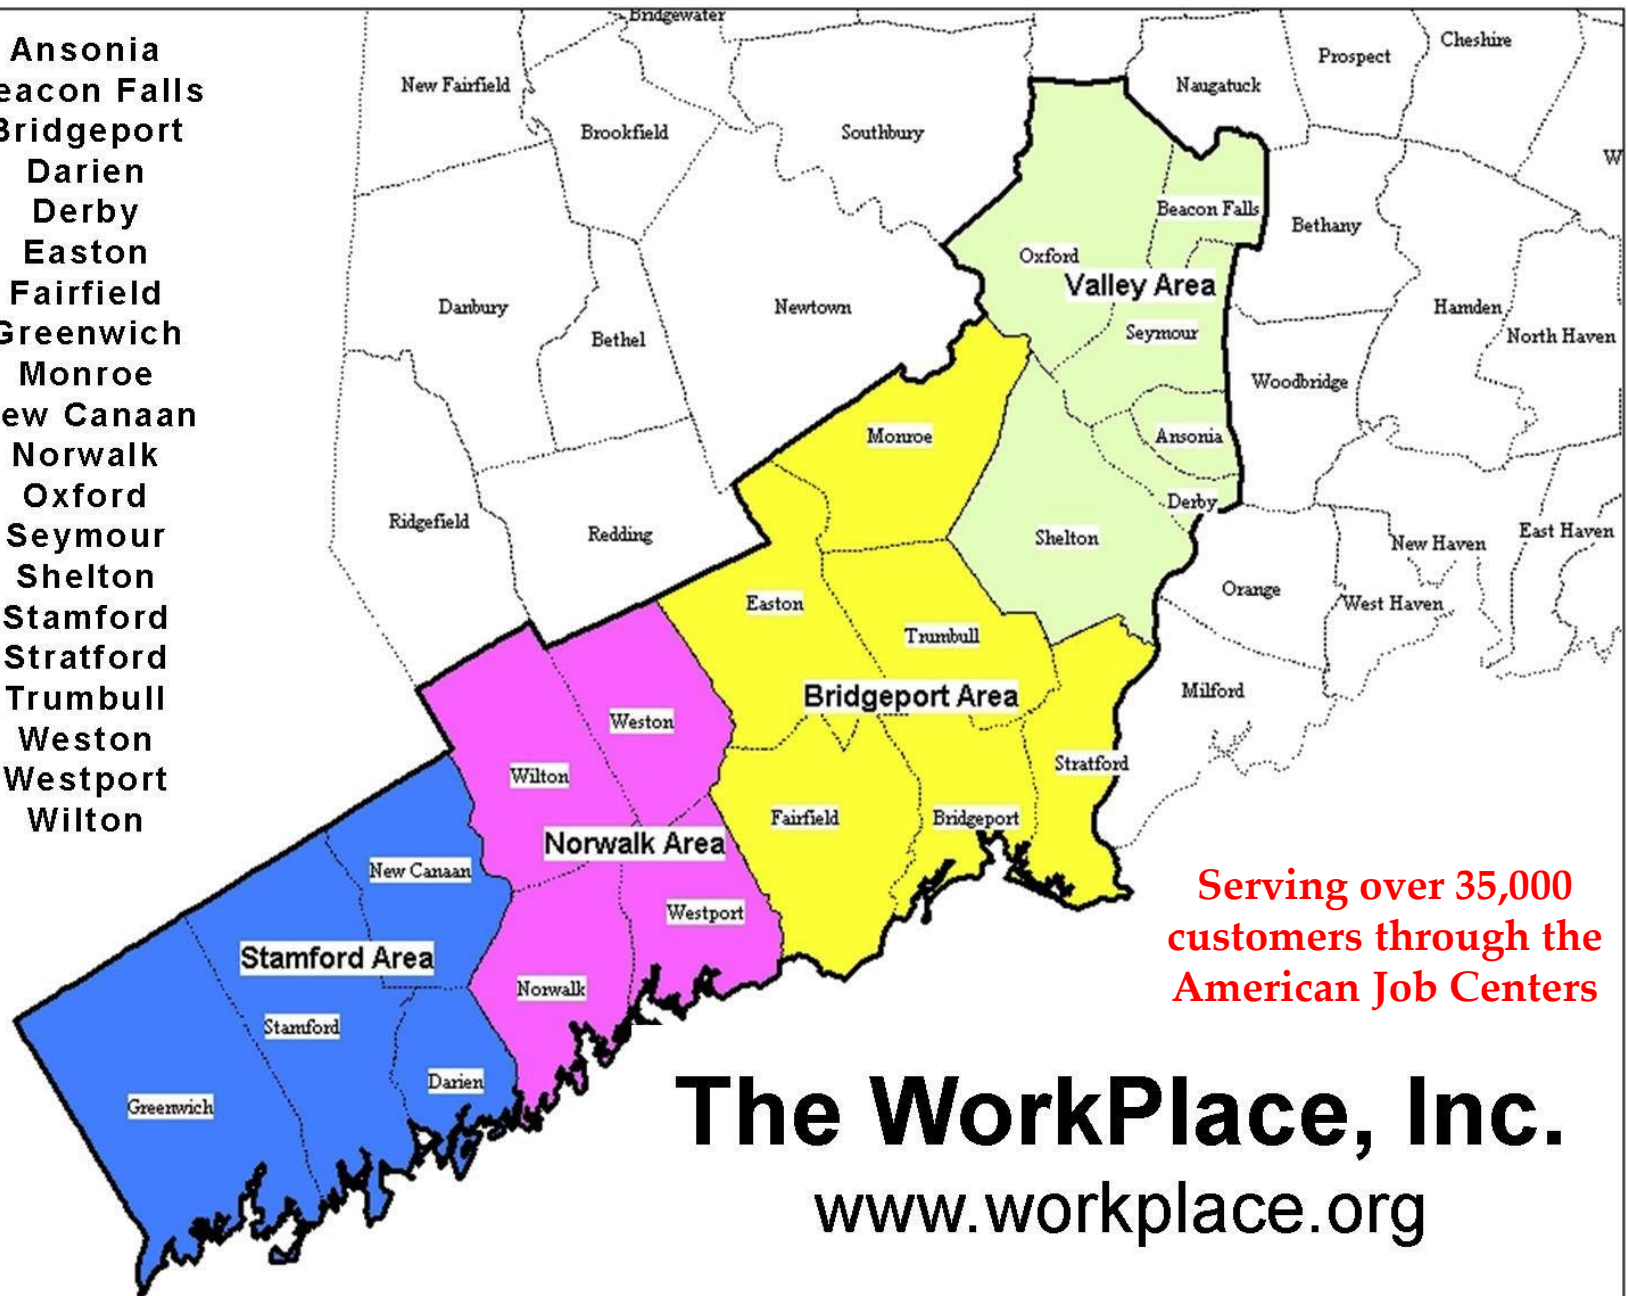 Ansonia
eacon Falls
Bridgeport
Darien
Derby
Easton
Fairfield
Greenwich
Monroe
ew Canaan
Norwalk
Oxford
Seymour
Shelton
Stamford
Stratford
Trumbull
Weston
Westport
Wilton
Bridgewater
New Fairfield
Brookfield
Southbury
Naugatuck
Prospect
Cheshire
W
Beacon Falls
Bethany
Oxford
Valley Area
Danbury
Newtown
Bethel
Seymour
Hamden
North Haven
Woodbridge
Monroe
Ansonia
Derby
Ridgefield
Redding
Shelton
New Haven
East Haven
Orange
West Haven
Easton
Trumbull
Milford
Bridgeport Area
Weston
Wilton
Stratford
Fairfield
Bridgeport
Norwalk Area
New Canaan
Westport
Stamford Area
Norwalk
Stamford
Darien
Greenwich
Serving over 35,000
customers through the
American Job Centers
The WorkPlace, Inc.
www.workplace.org